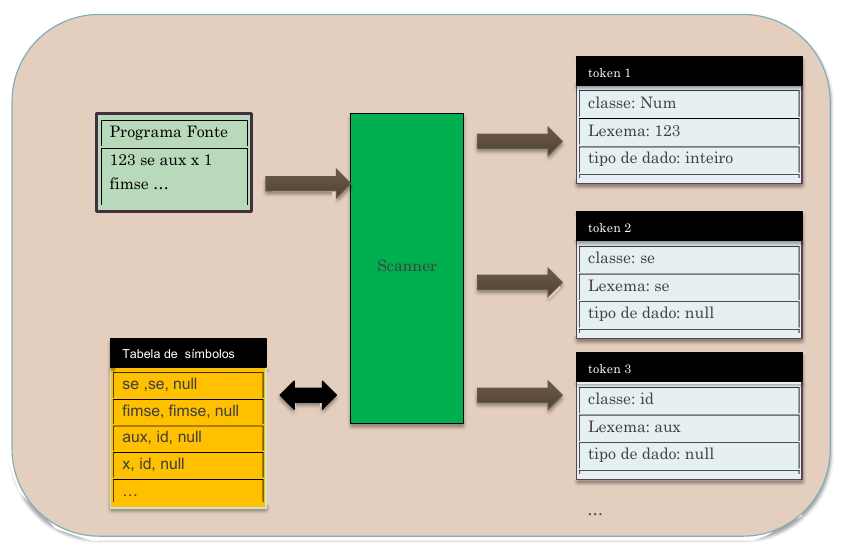 Programa Fonte
123 se aux x 1
fimse ...
Scanner
Tabela de símbolos
se ,se, null
fimse, fimse, null
aux, id, null
x, id, null
...
token 1
classe: Num
Lexema: 123
tipo de dado: inteiro
token 2
classe: se
Lexema: se
tipo de dado: null
token 3
classe: id
Lexema: aux
tipo de dado: null
...